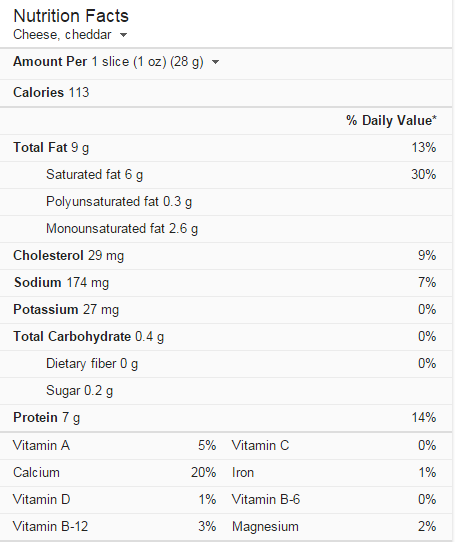 Nutrition Facts
Cheese, cheddar
Amount Per 1 slice (1 oz) (28 g)
Calories 113
% Daily Value*
Total Fat 9 g 13%
Saturated fat 6 g 30%
Polyunsaturated fat 0.3 g
Monounsaturated fat 2.6 g
Cholesterol 29 mg 9%
Sodium 174 mg 7%
Potassium 27 mg 0%
Total Carbohydrate 0.4 g 0%
Dietary fiber 0 g 0%
Sugar 0.2 g
Protein 7 g 14%
Vitamin A 5% Vitamin C 0%
Calcium 20% Iron 1%
Vitamin D 1% Vitamin B-6 0%
Vitamin B-12 3% Magnesium 2%